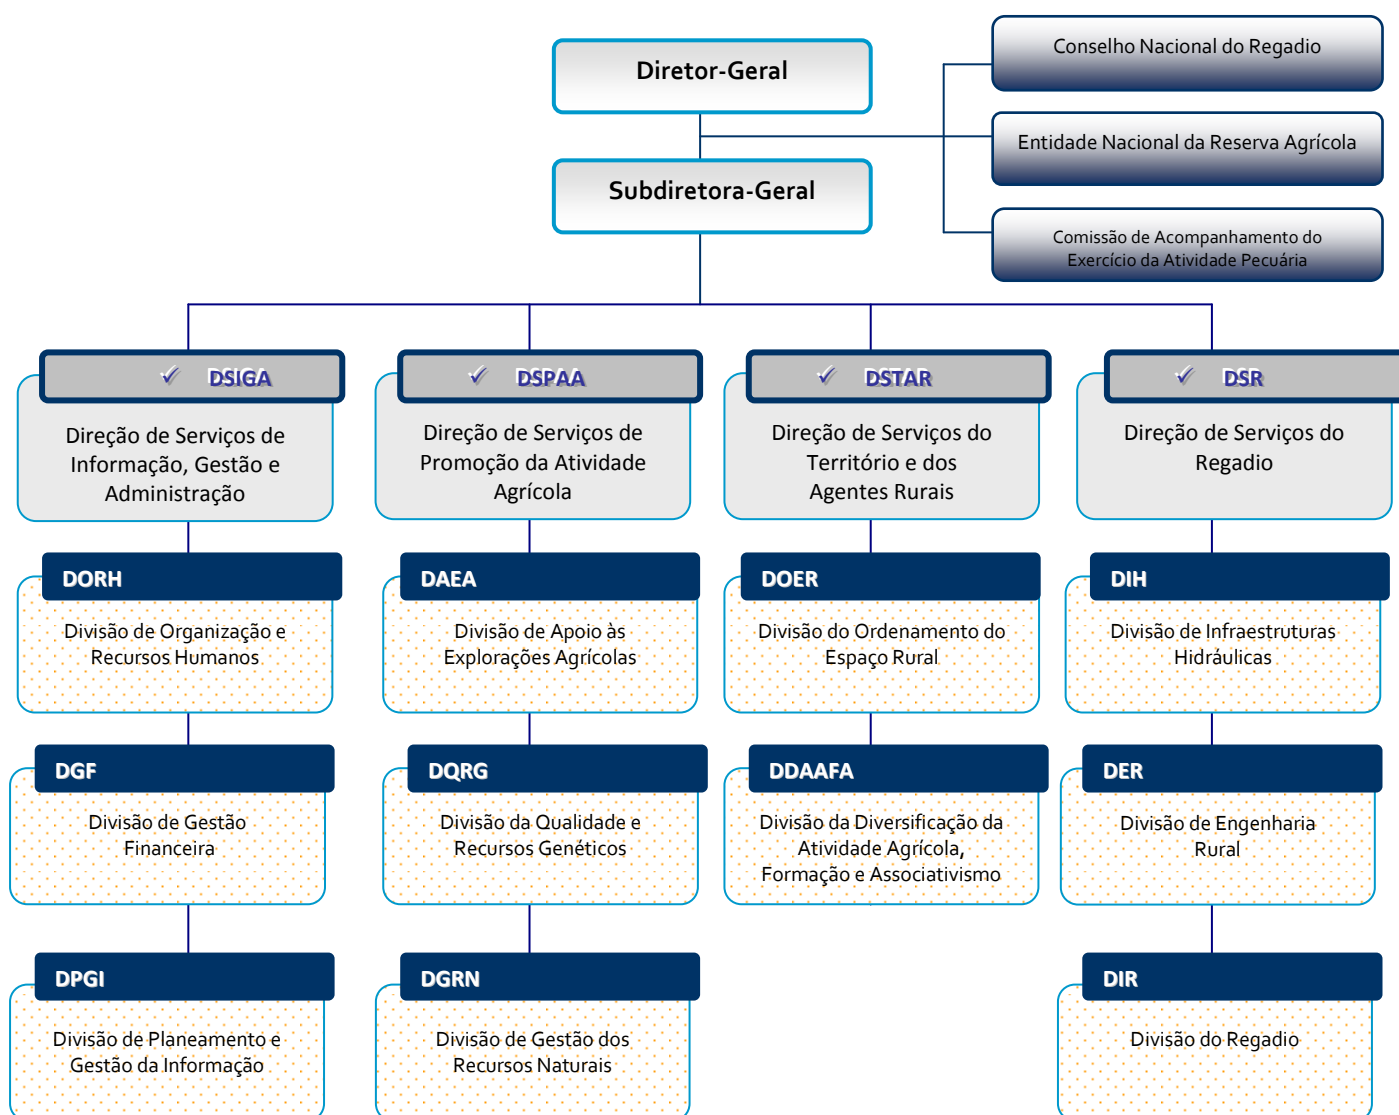 Diretor-Geral
Conselho Nacional do Regadio
Entidade Nacional da Reserva Agrícola
Subdiretora-Geral
Comissão de Acompanhamento do
Exercício da Atividade Pecuária
✓ DSIGA
Direção de Serviços de
Informação, Gestão e
Administração
✓ DSPAA
Direção de Serviços de
Promoção da Atividade
Agrícola
✓ DSTAR
Direção de Serviços do
Território e dos
Agentes Rurais
✓ DSR
Direção de Serviços do
Regadio
DORH
Divisão de Organização e
Recursos Humanos
DAEA
Divisão de Apoio às
Explorações Agrícolas
DOER
Divisão do Ordenamento do
Espaço Rural
DIH
Divisão de Infraestruturas
Hidráulicas
DGF
Divisão de Gestão
Financeira
DQRG
Divisão da Qualidade e
Recursos Genéticos
DDAAFA
Divisão da Diversificação da
Atividade Agrícola,
Formação e Associativismo
DER
Divisão de Engenharia
Rural
DPGI
Divisão de Planeamento e
Gestão da Informação
DGRN
Divisão de Gestão dos
Recursos Naturais
DIR
Divisão do Regadio